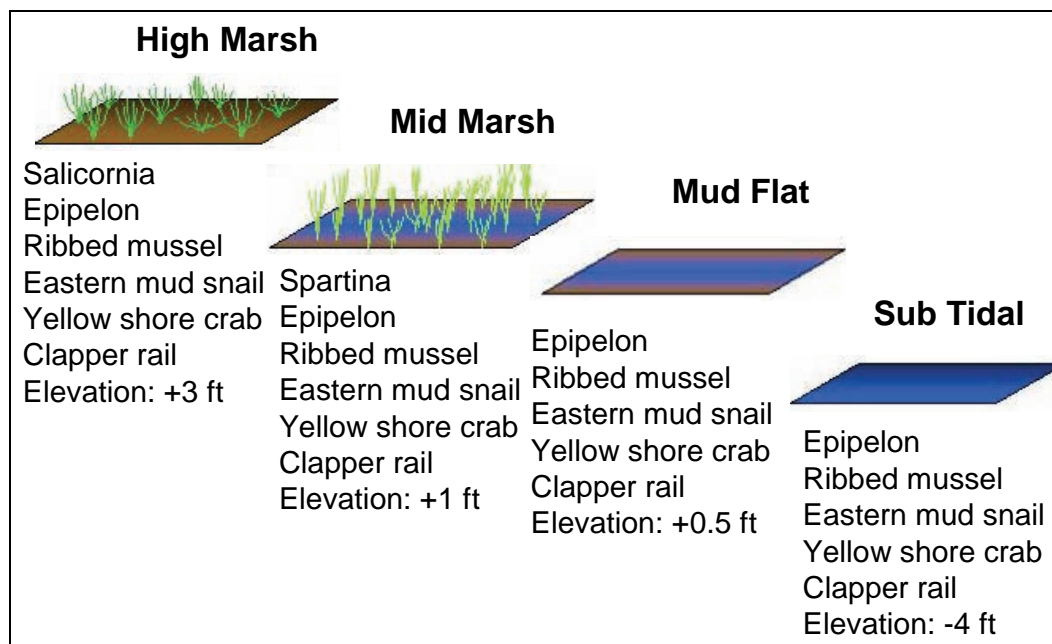 High Marsh
Salicornia
Epipelon
Ribbed mussel
Eastern mud snail
Yellow shore crab
Clapper rail
Elevation: +3 ft
Mid Marsh
Spartina
Epipelon
Ribbed mussel
Eastern mud snail
Yellow shore crab
Clapper rail
Elevation: +1 ft
Mud Flat
Epipelon
Ribbed mussel
Eastern mud snail
Yellow shore crab
Clapper rail
Elevation: +0.5 ft
Sub Tidal
Epipelon
Ribbed mussel
Eastern mud snail
Yellow shore crab
Clapper rail
Elevation: -4 ft